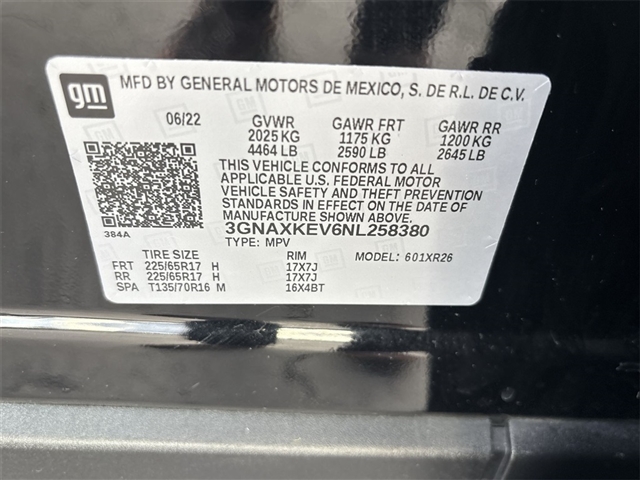 gm
MFD BY GENERAL MOTORS DE MEXICO, S. DE R.L. DE C.V.
06/22 GVWR GAWR FRT GAWR RR
2025 KG 1175 KG 1200 KG
4464 LB 2590 LB 2645 LB
THIS VEHICLE CONFORMS TO ALL
APPLICABLE U.S. FEDERAL MOTOR
VEHICLE SAFETY AND THEFT PREVENTION
STANDARDS IN EFFECT ON THE DATE OF
MANUFACTURE SHOWN ABOVE.
384A 3GNAXKEV6NL258380
TYPE: MPV MODEL: 601XR26
TIRE SIZE RIM
FRT 225/65R17 H 17X7J
RR 225/65R17 H 17X7J
SPA T135/70R16 M 16X4BT